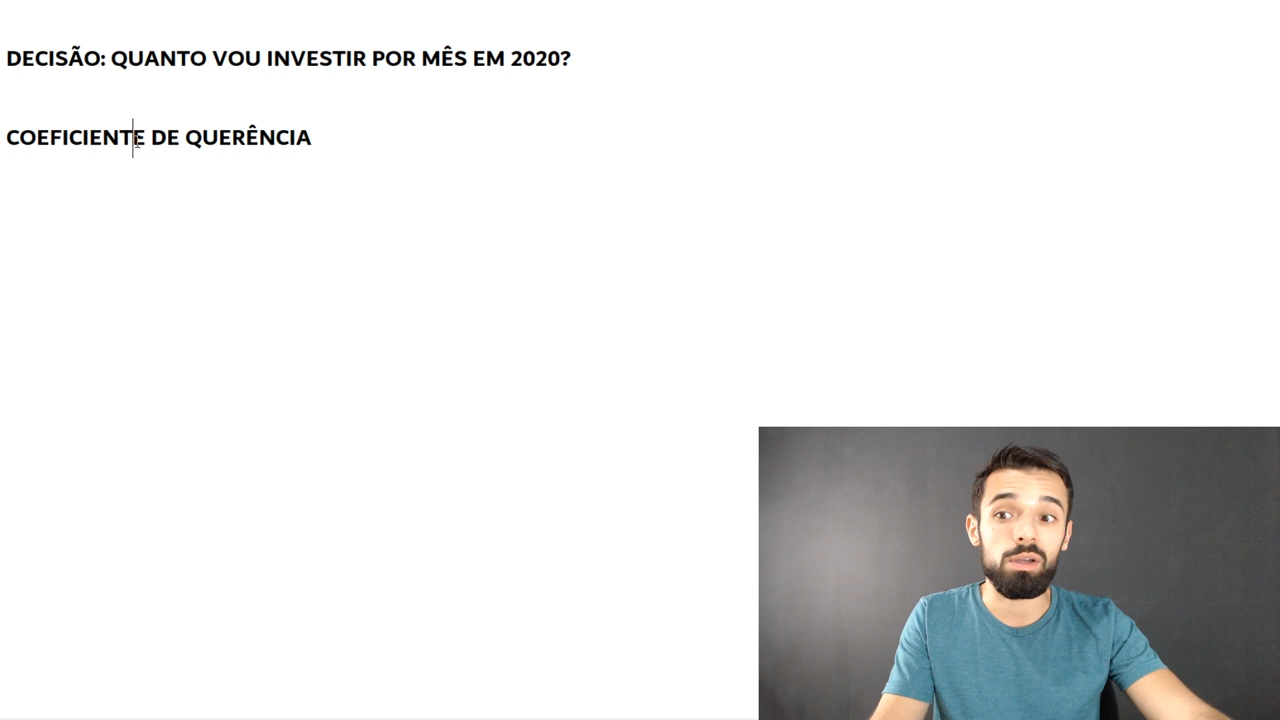 DECISÃO: QUANTO VOU INVESTIR POR MÊS EM 2020?
COEFICIENTE DE QUERÊNCIA